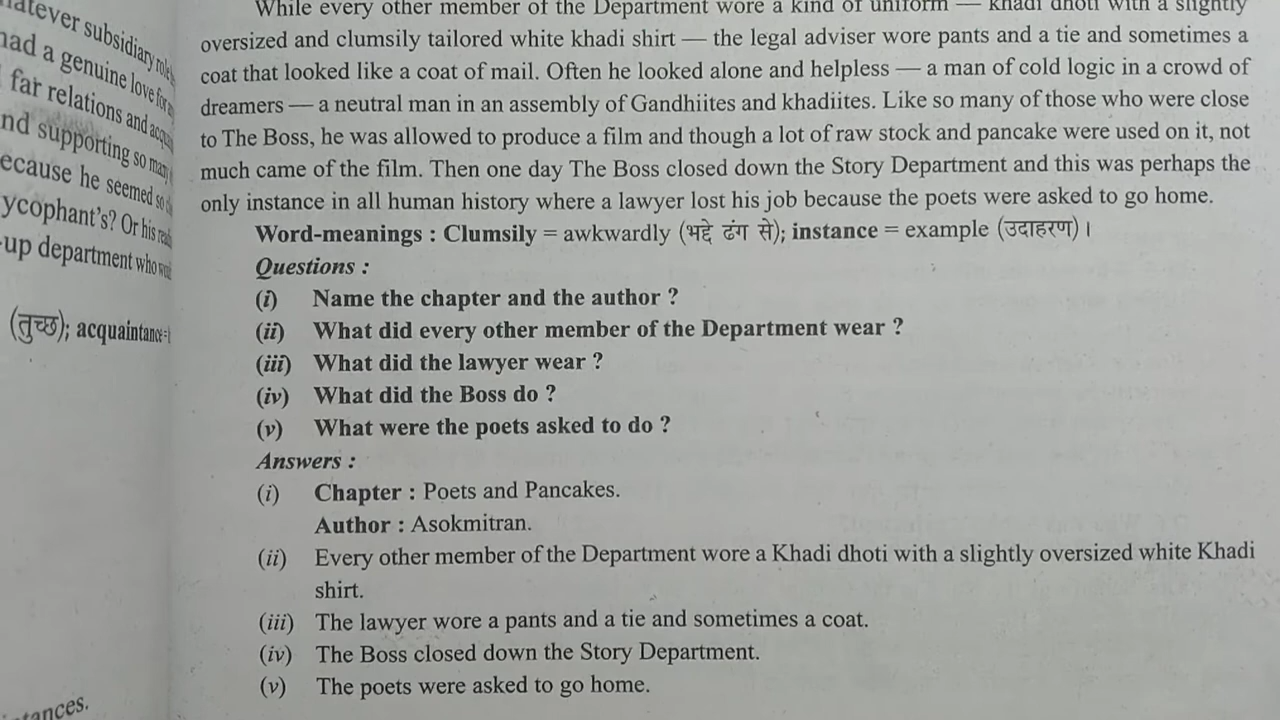 hatever subsidiary role
had a genuine love for
far relations and
nd supporting so many
ecause he seemed so
ycophant's? Or his
-up department who
(तुच्छ); acquaintance=
tances.
While every other member of the Department wore a kind of uniform — khadi dhoti with a slightly
oversized and clumsily tailored white khadi shirt — the legal adviser wore pants and a tie and sometimes a
coat that looked like a coat of mail. Often he looked alone and helpless — a man of cold logic in a crowd of
dreamers — a neutral man in an assembly of Gandhiites and khadiites. Like so many of those who were close
to The Boss, he was allowed to produce a film and though a lot of raw stock and pancake were used on it, not
much came of the film. Then one day The Boss closed down the Story Department and this was perhaps the
only instance in all human history where a lawyer lost his job because the poets were asked to go home.
Word-meanings : Clumsily = awkwardly (भद्दे ढंग से); instance = example (उदाहरण) ।
Questions :
(i) Name the chapter and the author ?
(ii) What did every other member of the Department wear ?
(iii) What did the lawyer wear ?
(iv) What did the Boss do ?
(v) What were the poets asked to do ?
Answers :
(i) Chapter : Poets and Pancakes.
Author : Asokmitran.
(ii) Every other member of the Department wore a Khadi dhoti with a slightly oversized white Khadi
shirt.
(iii) The lawyer wore a pants and a tie and sometimes a coat.
(iv) The Boss closed down the Story Department.
(v) The poets were asked to go home.